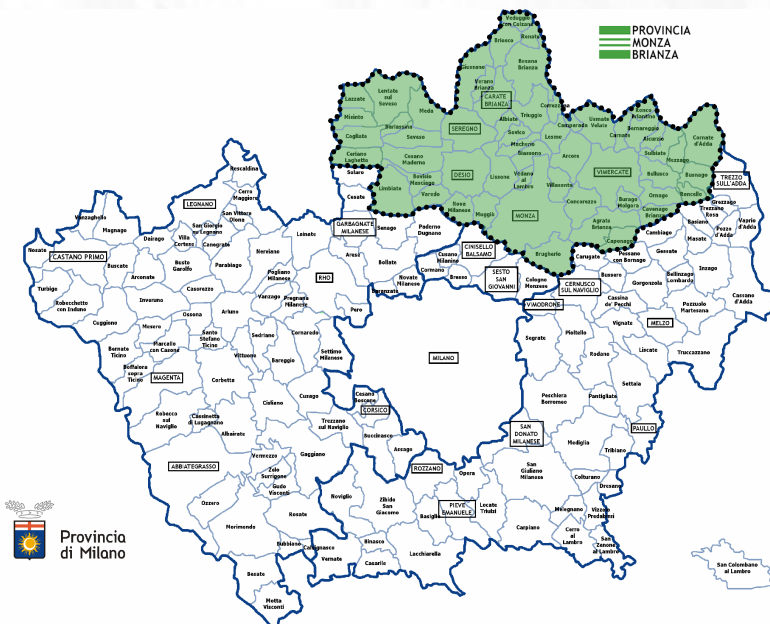 PROVINCIA
MONZA
BRIANZA
Veduggio
con Colzano
Briosco
Renate
Giussano
Besana
Brianza
Verano
Brianza
CARATE
BRIANZA
Lazzate
Lentate
sul
Seveso
Misinto
Meda
Cogliate
Barlassina
Seveso
SEREGNO
Albiate
Triuggio
Sovico
Macherio
Lesmo
Biassono
Camparada
Usmate
Velate
Ronco
Briantino
Carnate
Bernareggio
Aicurzio
Sulbiate
Mezzago
Cornate
d'Adda
Ceriano
Laghetto
Cesano
Maderno
DESIO
Lissone
Vedano
al
Lambro
Arcore
VIMERCATE
Bellusco
Busnago
Roncello
Limbiate
Bovisio
Masciago
Varedo
Nova
Milanese
Muggiò
MONZA
Villasanta
Concorezzo
Burago
Molgora
Ornago
Cavenago
Brianza
Agrate
Brianza
Caponago
Brugherio
Solaro
Cesate
Rescaldina
Cerro
Maggiore
LEGNANO
San Vittore
Olona
San Giorgio
su Legnano
Villa
Cortese
Canegrate
Vanzaghello
Magnago
Dairago
Nosate
CASTANO PRIMO
Buscate
Arconate
Busto
Garolfo
Parabiago
Nerviano
Lainate
GARBAGNATE
MILANESE
Senago
Paderno
Dugnano
Arese
Bollate
Cusano
Milanino
CINISELLO
BALSAMO
Cormano
Bresso
SESTO
SAN
GIOVANNI
Cologno
Monzese
Carugate
Pessano
con Bornago
Cambiago
Gessate
Masate
Basiano
Trezzano
Rosa
Grezzago
TREZZO
SULL'ADDA
Pozzo
d'Adda
Vaprio
d'Adda
Bussero
CERNUSCO
SUL NAVIGLIO
VIMODRONE
Cassina
de' Pecchi
Gorgonzola
Bellinzago
Lombardo
Inzago
Pozzuolo
Martesana
Cassano
d'Adda
Turbigo
Robecchetto
con Induno
Cuggiono
Inveruno
Casorezzo
Ossona
Arluno
Pogliano
Milanese
Vanzago
Pregnana
Milanese
RHO
Pero
Baranzate
Novate
Milanese
Mesero
Marcallo
con Casone
Santo
Stefano
Ticino
Sedriano
Vittuone
Bareggio
Cornaredo
Settimo
Milanese
MILANO
Segrate
Pioltello
Vignate
MELZO
Rodano
Liscate
Truccazzano
Settala
Bernate
Ticino
Boffalora
sopra
Ticino
MAGENTA
Corbetta
Cisliano
Cusago
Cesano
Boscone
CORSICO
Trezzano
sul Naviglio
Buccinasco
Assago
Peschiera
Borromeo
Pantigliate
PAULLO
Mediglia
Tribiano
SAN
DONATO
MILANESE
Robecco
sul
Naviglio
Cassinetta
di Lugagnano
Albairate
ABBIATEGRASSO
Vermezzo
Zelo
Surrigone
Gudo
Visconti
Gaggiano
ROZZANO
Opera
San
Giuliano
Milanese
Colturano
Dresano
Ozzero
Morimondo
Rosate
Noviglio
Zibido
San
Giacomo
Basiglio
PIEVE
EMANUELE
Locate
Triulzi
Carpiano
Melegnano
Vizzolo
Predabissi
Cerro
al
Lambro
San
Zenone
al Lambro
Bubbiano
Calvignasco
Vernate
Binasco
Casarile
Lacchiarella
Besate
Motta
Visconti
San Colombano
al Lambro
Provincia
di Milano